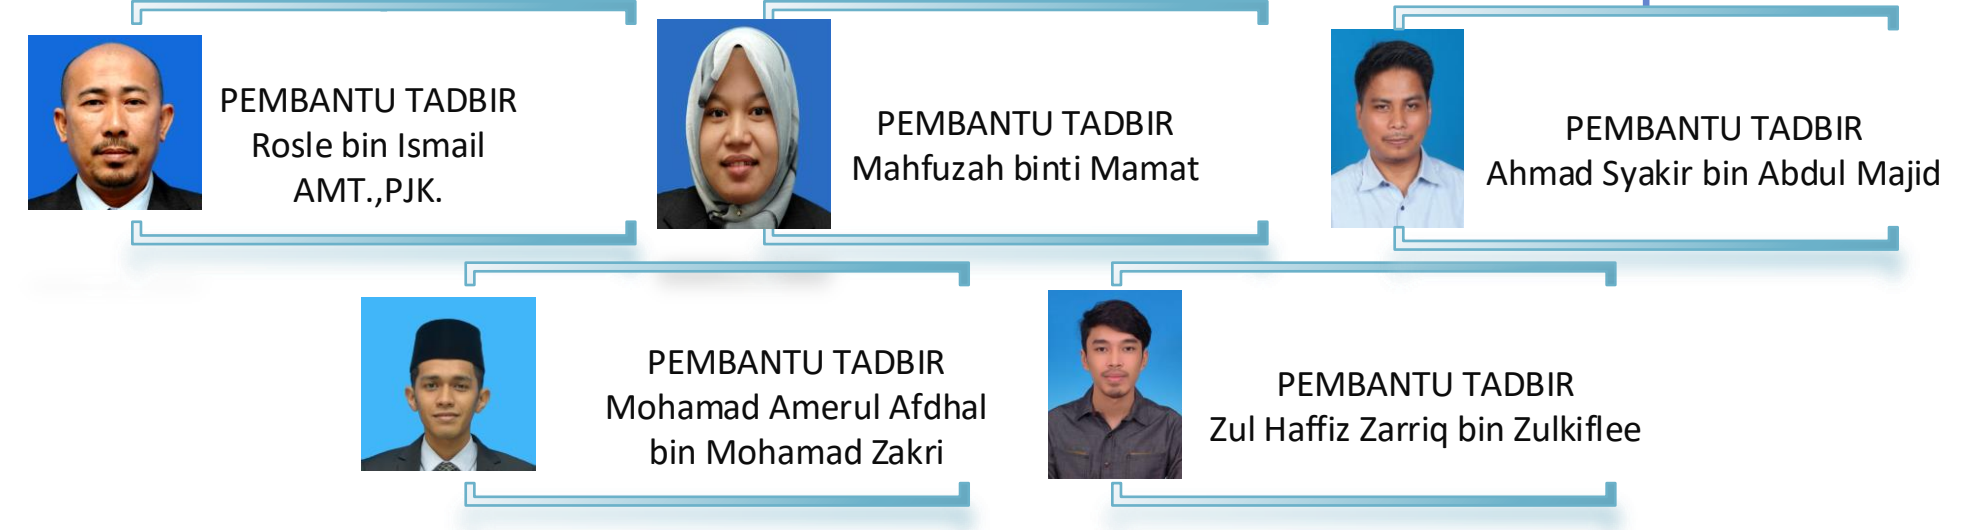 PEMBANTU TADBIR
Rosle bin Ismail
AMT.,PJK.
PEMBANTU TADBIR
Mahfuzah binti Mamat
PEMBANTU TADBIR
Ahmad Syakir bin Abdul Majid
PEMBANTU TADBIR
Mohamad Amerul Afdhal
bin Mohamad Zakri
PEMBANTU TADBIR
Zul Haffiz Zarriq bin Zulkiflee